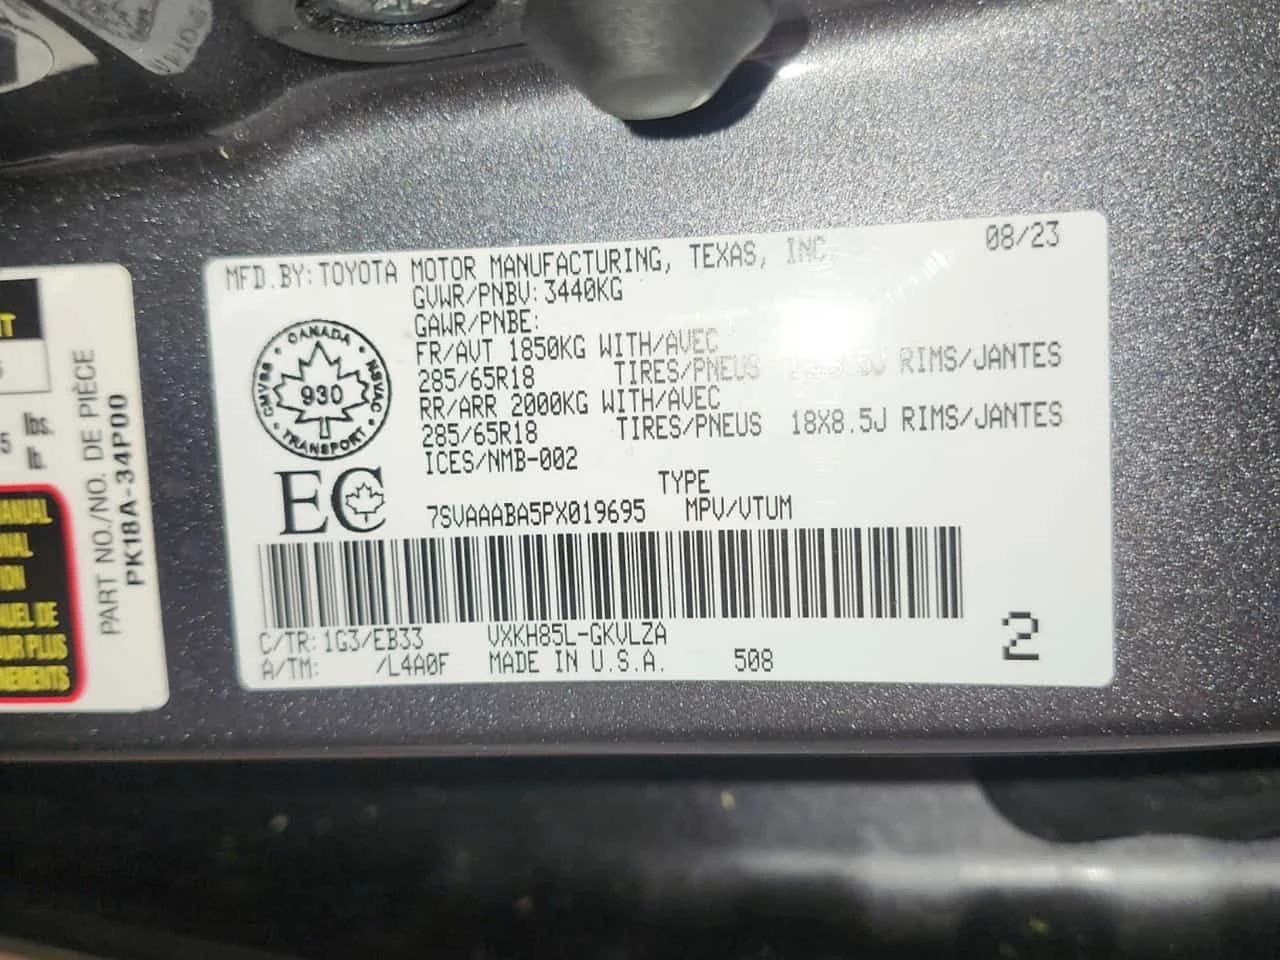 MFD.BY: TOYOTA MOTOR MANUFACTURING, TEXAS, INC. 08/23
GVWR/PNBV: 3440KG
GAWR/PNBE:
FR/AVT 1850KG WITH/AVEC
285/65R18 TIRES/PNEUS RIMS/JANTES
RR/ARR 2000KG WITH/AVEC
285/65R18 TIRES/PNEUS 18X8.5J RIMS/JANTES
ICES/NMB-002
CANADA
CMVSS 930 NSVAC
TRANSPORT
EC
TYPE
7SVAAABA5PX019695 MPV/VTUM
C/TR: 1G3/EB33 VXKH85L-GKVLZA
A/TM: /L4A0F MADE IN U.S.A. 508
2
PART NO./NO. DE PIÈCE
PK18A-34P00
lbs.
lb.